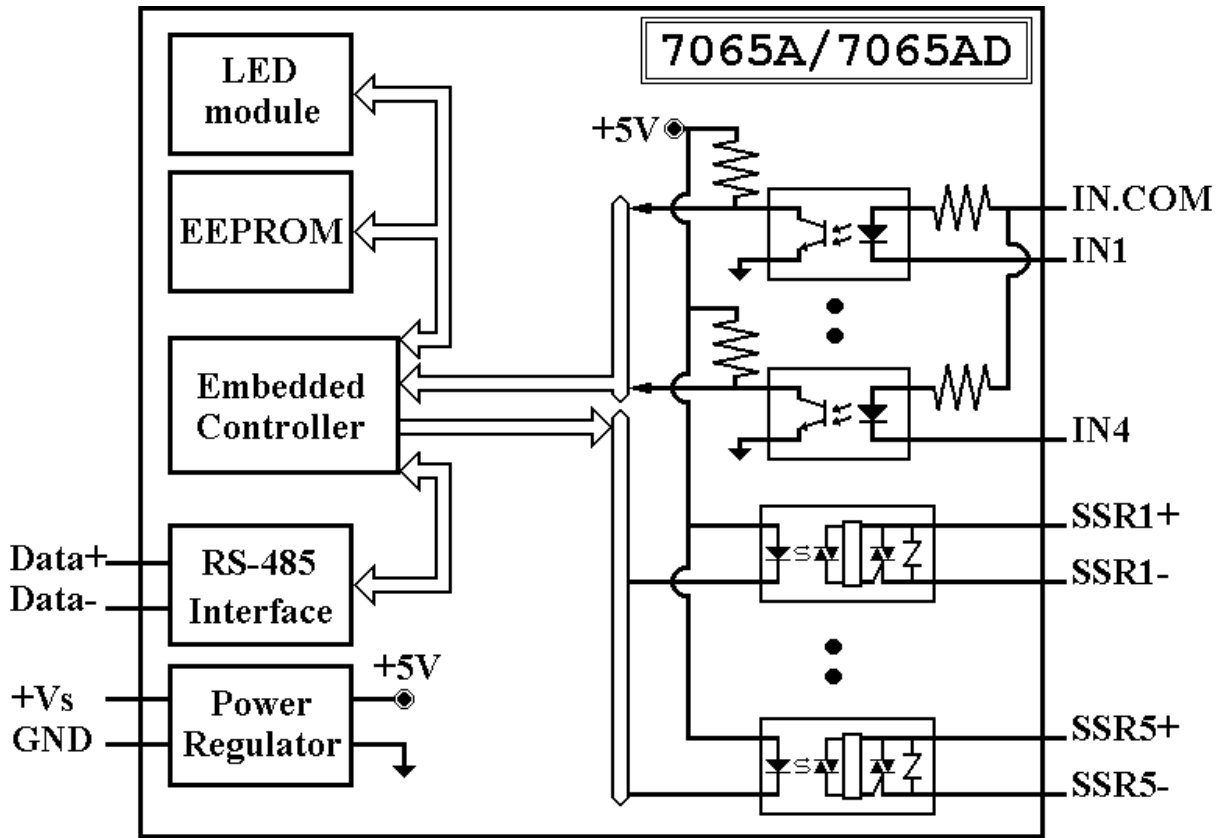 7065A/7065AD
LED
module
EEPROM
Embedded
Controller
RS-485
Interface
Power
Regulator
Data+
Data-
+Vs
GND
+5V
+5V
IN.COM
IN1
IN4
SSR1+
SSR1-
SSR5+
SSR5-